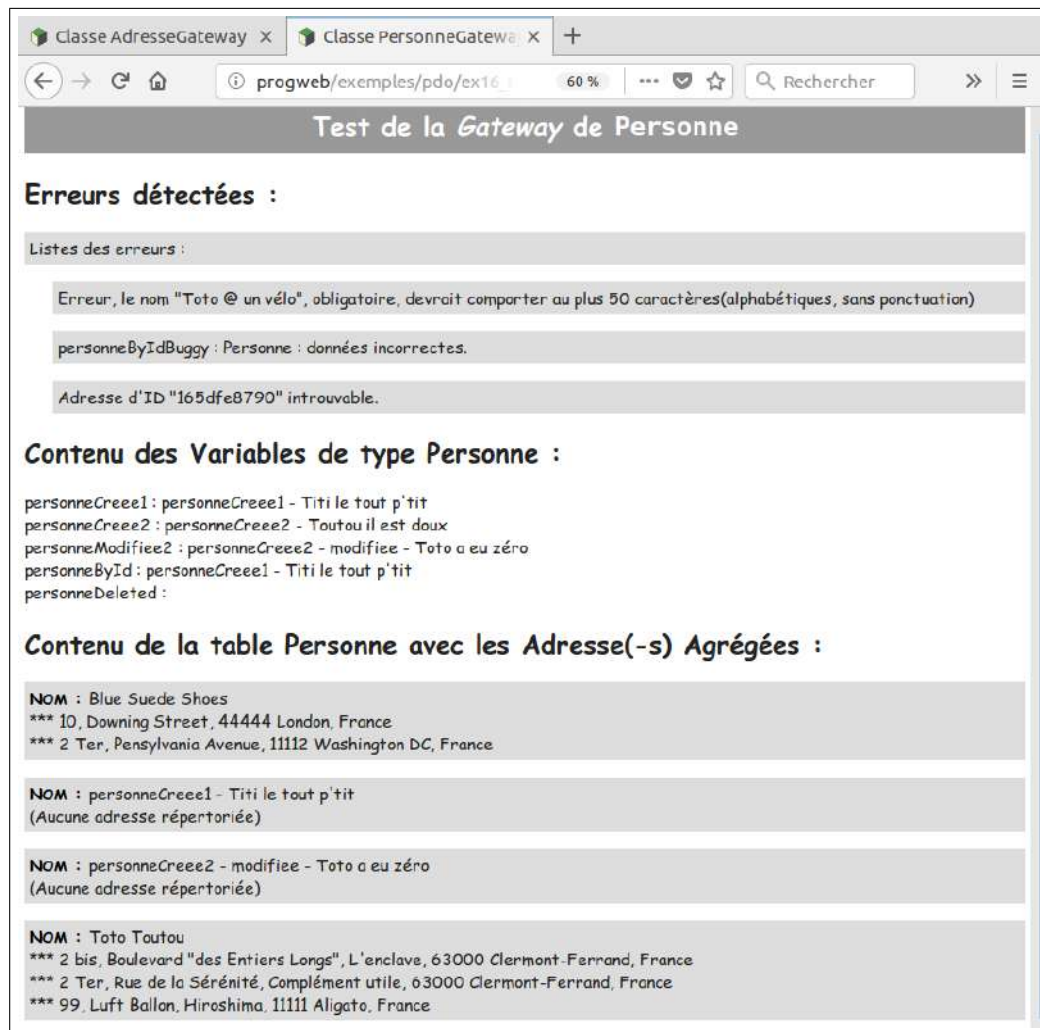 Classe AdresseGateway ×
Classe PersonneGatewa ×
+
progweb/exemples/pdo/ex16_
60 %
Rechercher
Test de la Gateway de Personne
Erreurs détectées :
Listes des erreurs :
Erreur, le nom "Toto @ un vélo", obligatoire, devrait comporter au plus 50 caractères(alphabétiques, sans ponctuation)
personneByIdBuggy : Personne : données incorrectes.
Adresse d'ID "165dfe8790" introuvable.
Contenu des Variables de type Personne :
personneCreee1 : personneCreee1 - Titi le tout p'tit
personneCreee2 : personneCreee2 - Toutou il est doux
personneModifiee2 : personneCreee2 - modifiee - Toto a eu zéro
personneById : personneCreee1 - Titi le tout p'tit
personneDeleted :
Contenu de la table Personne avec les Adresse(-s) Agrégées :
Nom : Blue Suede Shoes
*** 10, Downing Street, 44444 London, France
*** 2 Ter, Pensylvania Avenue, 11112 Washington DC, France
Nom : personneCreee1 - Titi le tout p'tit
(Aucune adresse répertoriée)
Nom : personneCreee2 - modifiee - Toto a eu zéro
(Aucune adresse répertoriée)
Nom : Toto Toutou
*** 2 bis, Boulevard "des Entiers Longs", L'enclave, 63000 Clermont-Ferrand, France
*** 2 Ter, Rue de la Sérénité, Complément utile, 63000 Clermont-Ferrand, France
*** 99, Luft Ballon, Hiroshima, 11111 Aligato, France